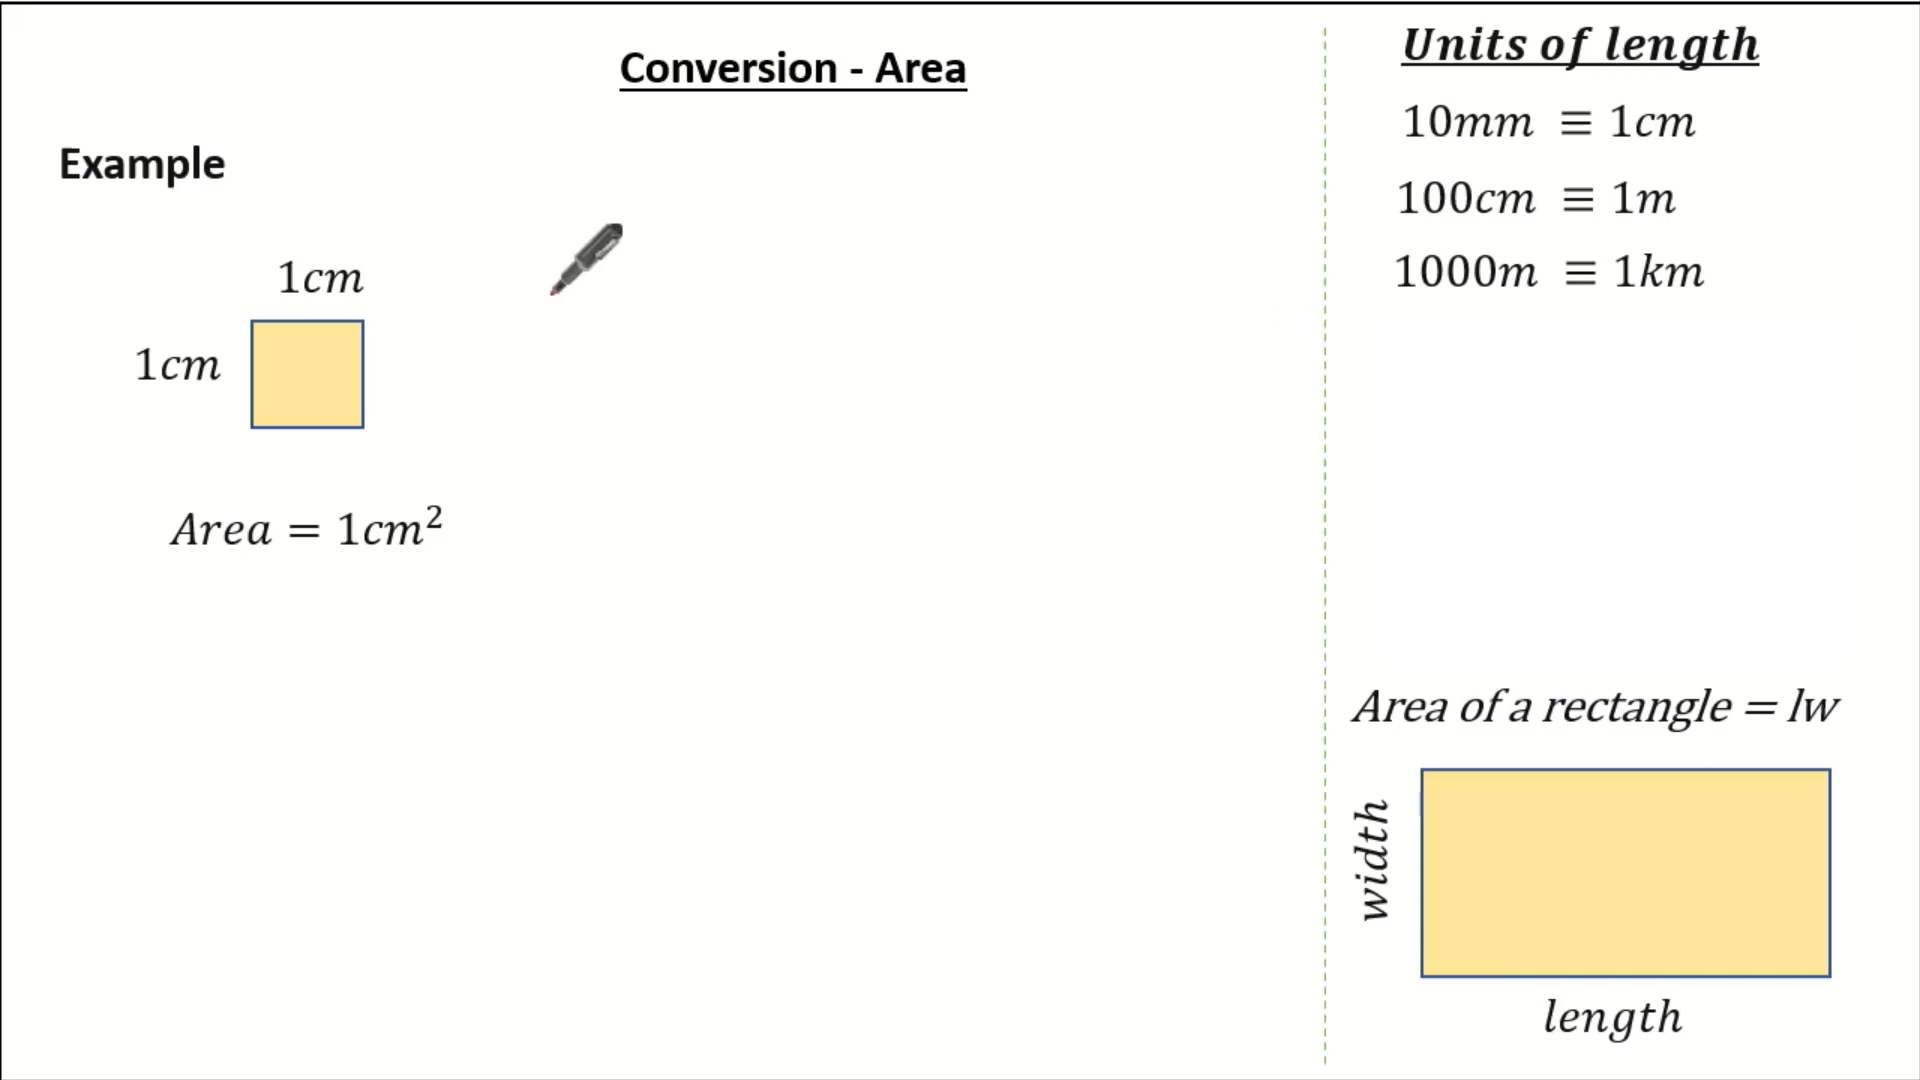 Conversion - Area
Example
1cm
1cm
Area = 1cm²
Units of length
10mm ≡ 1cm
100cm ≡ 1m
1000m ≡ 1km
Area of a rectangle = lw
width
length